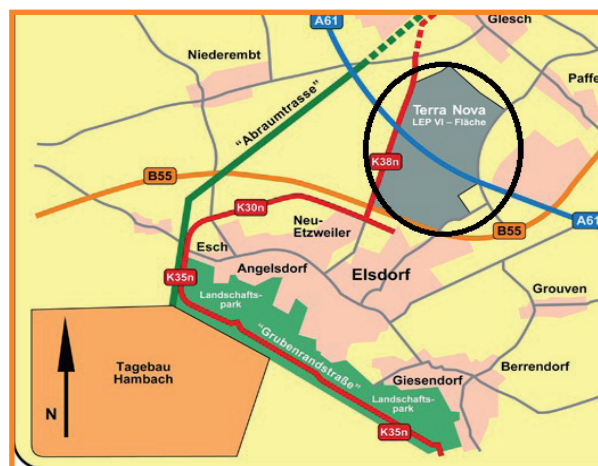 A61
Glesch
Niederembt
Paffe
Terra Nova
LEP VI – Fläche
"Abraumtrasse"
K38n
B55
K30n
Neu-
Etzweiler
B55
A61
Esch
Angelsdorf
Elsdorf
K35n
Landschafts-
park
Grouven
"Grubenrandstraße"
Tagebau
Hambach
Giesendorf
Berrendorf
Landschafts-
park
N
K35n